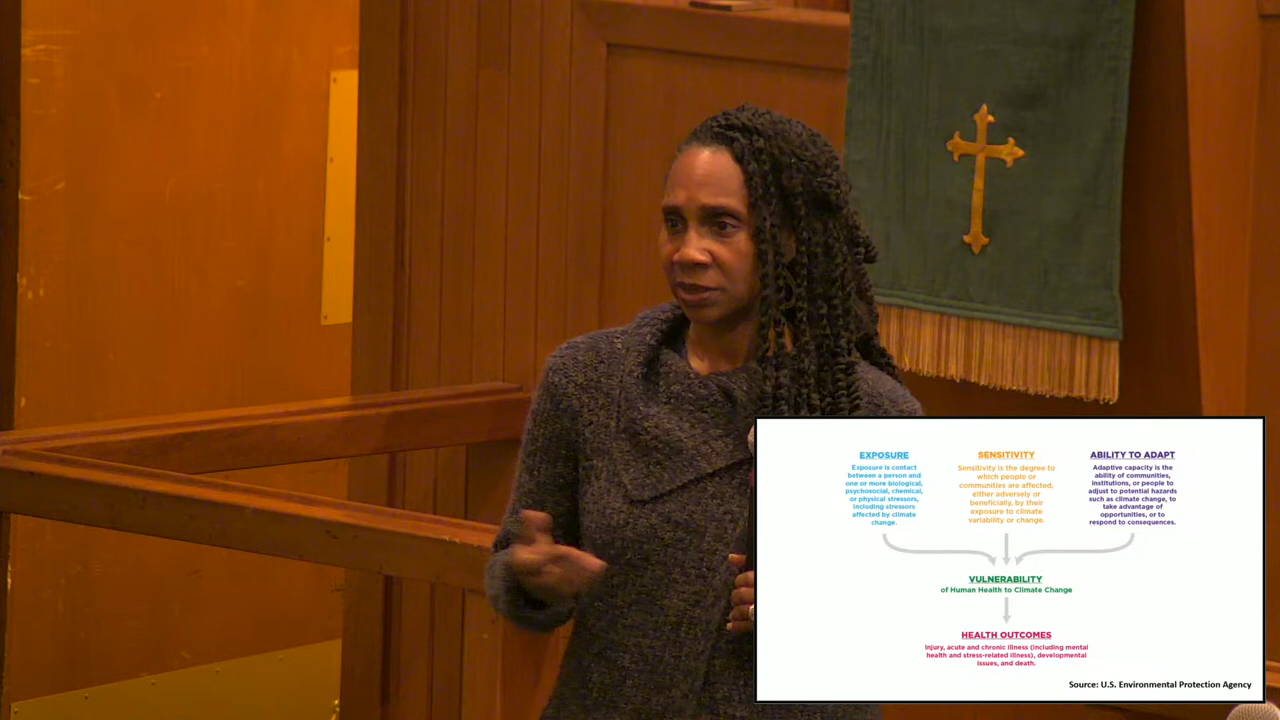 EXPOSURE
Exposure is contact
between a person and
one or more biological,
psychosocial, chemical,
or physical stressors,
including stressors
affected by climate
change.
SENSITIVITY
Sensitivity is the degree to
which people or
communities are affected,
either adversely or
beneficially, by their
exposure to climate
variability or change.
ABILITY TO ADAPT
Adaptive capacity is the
ability of communities,
institutions, or people to
adjust to potential hazards
such as climate change, to
take advantage of
opportunities, or to
respond to consequences.
VULNERABILITY
of Human Health to Climate Change
HEALTH OUTCOMES
Injury, acute and chronic illness (including mental
health and stress-related illness), developmental
issues, and death.
Source: U.S. Environmental Protection Agency